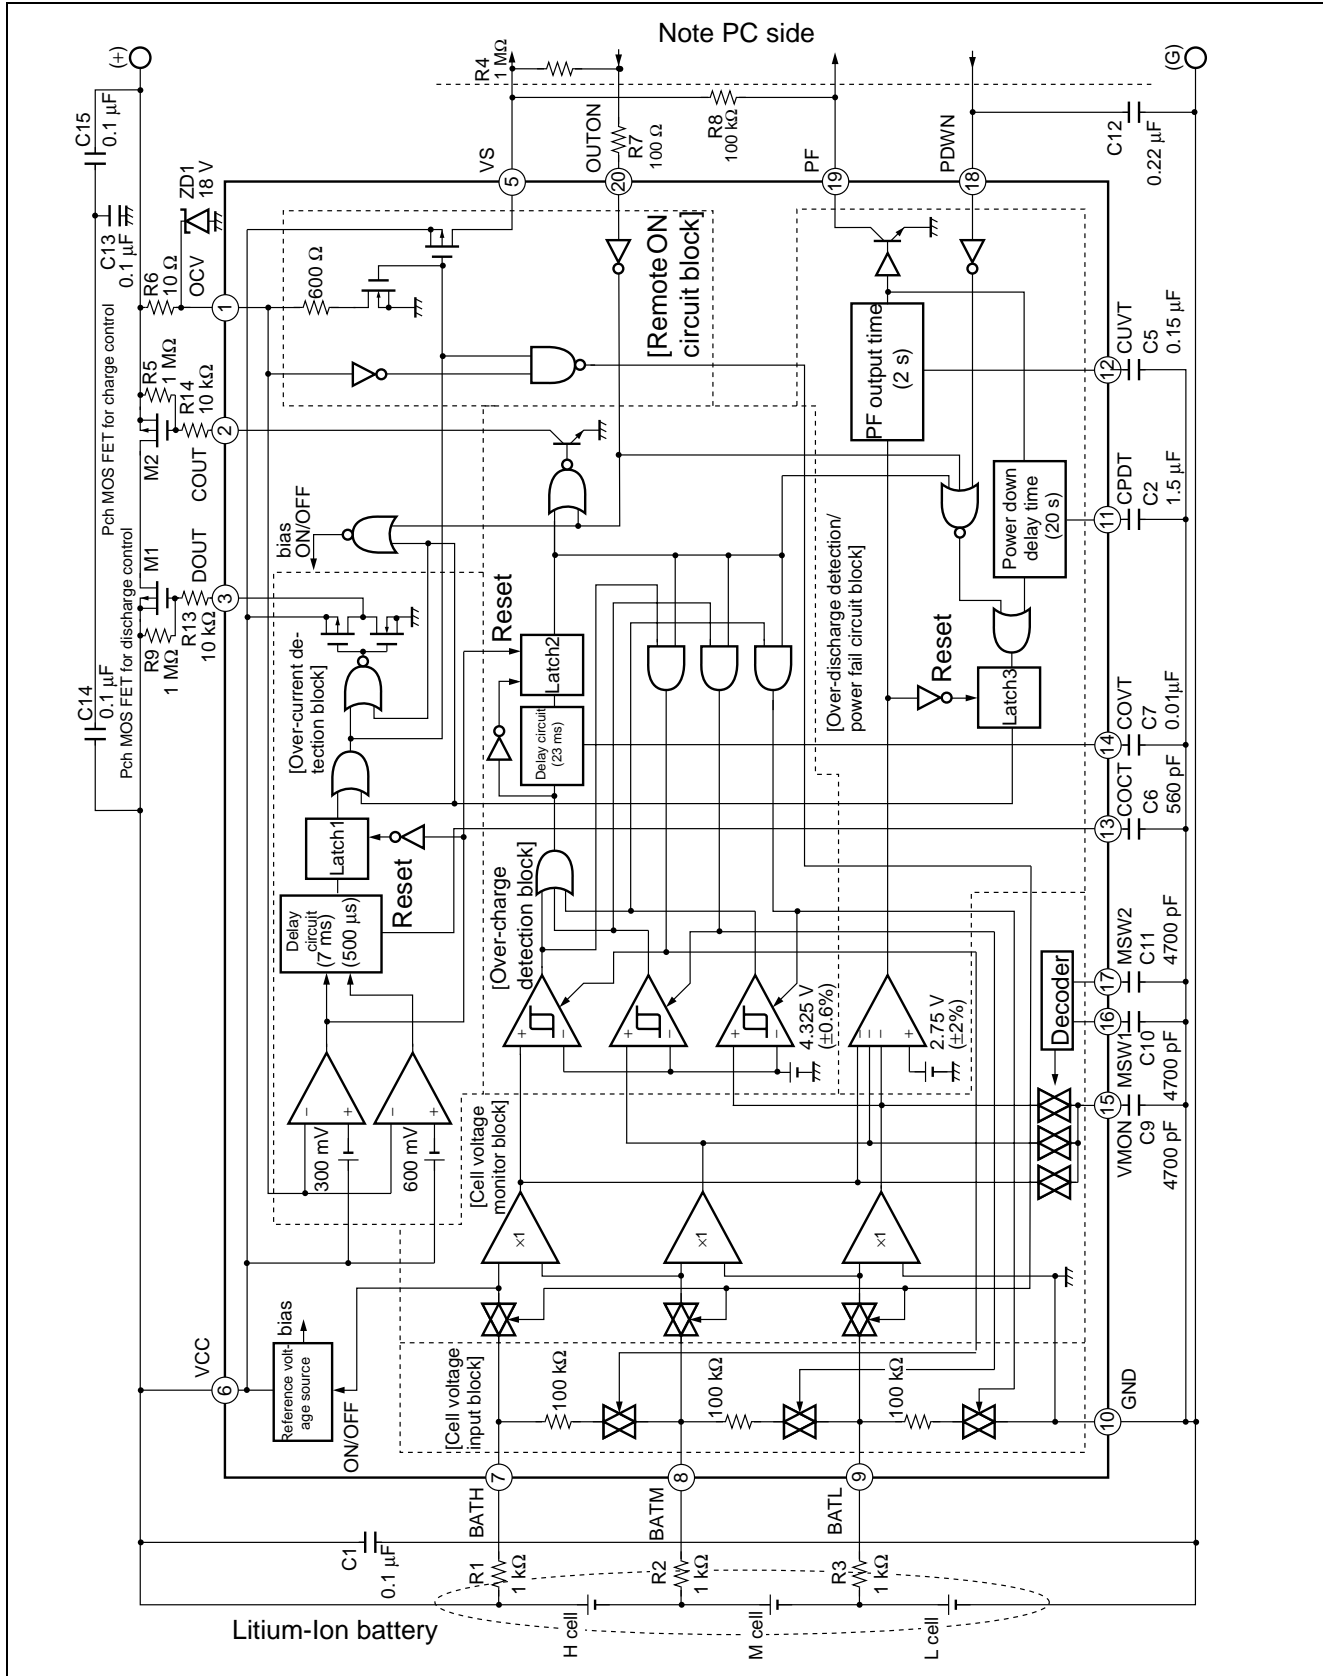 Note PC side
(+)
(G)
C15
0.1 µF
C14
0.1 µF
C13
0.1 µF
ZD1
18 V
R6
10 Ω
OCV
1
Pch MOS FET for charge control
R5
1 MΩ
R14
10 kΩ
M2
COUT
2
Pch MOS FET for discharge control
M1
R9
1 MΩ
R13
10 kΩ
DOUT
3
R4
1 MΩ
VS
5
OUTON
R7
100 Ω
20
R8
100 kΩ
PF
19
PDWN
18
C12
0.22 µF
600 Ω
[Remote ON
circuit block]
PF output time
(2 s)
12
CUVT
C5
0.15 µF
Power down
delay time
(20 s)
11
CPDT
C2
1.5 µF
bias
ON/OFF
[Over-current de-
tection block]
Latch1
Reset
Delay
circuit
(7 ms)
(500 µs)
Latch2
Reset
Delay circuit
(23 ms)
[Over-discharge detection/
power fail circuit block]
Reset
Latch3
14
COVT
C7
0.01µF
13
COCT
C6
560 pF
[Over-charge
detection block]
−
+
300 mV
−
+
600 mV
+
−
+
−
+
−
4.325 V
(±0.6%)
−
−
−
+
2.75 V
(±2%)
Decoder
17
MSW2
C11
4700 pF
16
MSW1
C10
4700 pF
15
VMON
C9
4700 pF
[Cell voltage
monitor block]
×1
×1
×1
VCC
6
Reference volt-
age source
bias
ON/OFF
[Cell voltage
input block]
100 kΩ
100 kΩ
100 kΩ
10
GND
7
BATH
8
BATM
9
BATL
C1
0.1 µF
R1
1 kΩ
R2
1 kΩ
R3
1 kΩ
H cell
M cell
L cell
Litium-Ion battery